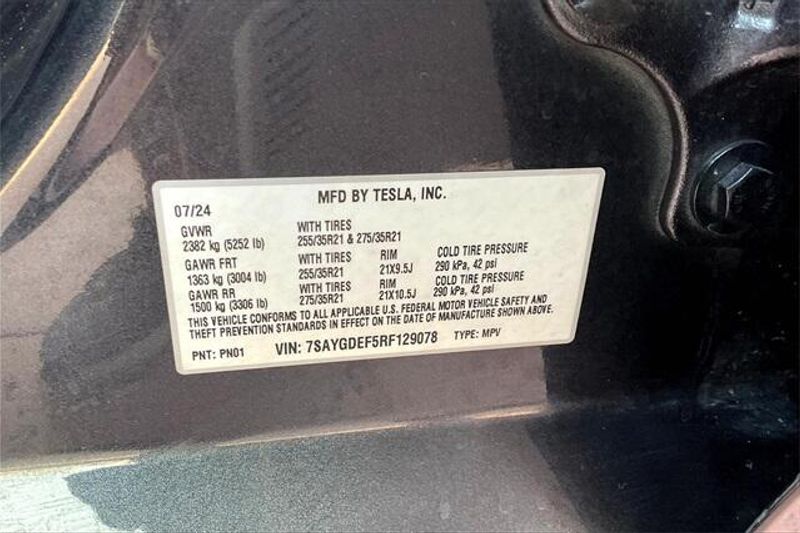 MFD BY TESLA, INC.
07/24
GVWR WITH TIRES
2382 kg (5252 lb) 255/35R21 & 275/35R21
GAWR FRT WITH TIRES RIM COLD TIRE PRESSURE
1363 kg (3004 lb) 255/35R21 21X9.5J 290 kPa, 42 psi
GAWR RR WITH TIRES RIM COLD TIRE PRESSURE
1500 kg (3306 lb) 275/35R21 21X10.5J 290 kPa, 42 psi
THIS VEHICLE CONFORMS TO ALL APPLICABLE U.S. FEDERAL MOTOR VEHICLE SAFETY AND
THEFT PREVENTION STANDARDS IN EFFECT ON THE DATE OF MANUFACTURE SHOWN ABOVE.
PNT: PN01 VIN: 7SAYGDEF5RF129078 TYPE: MPV